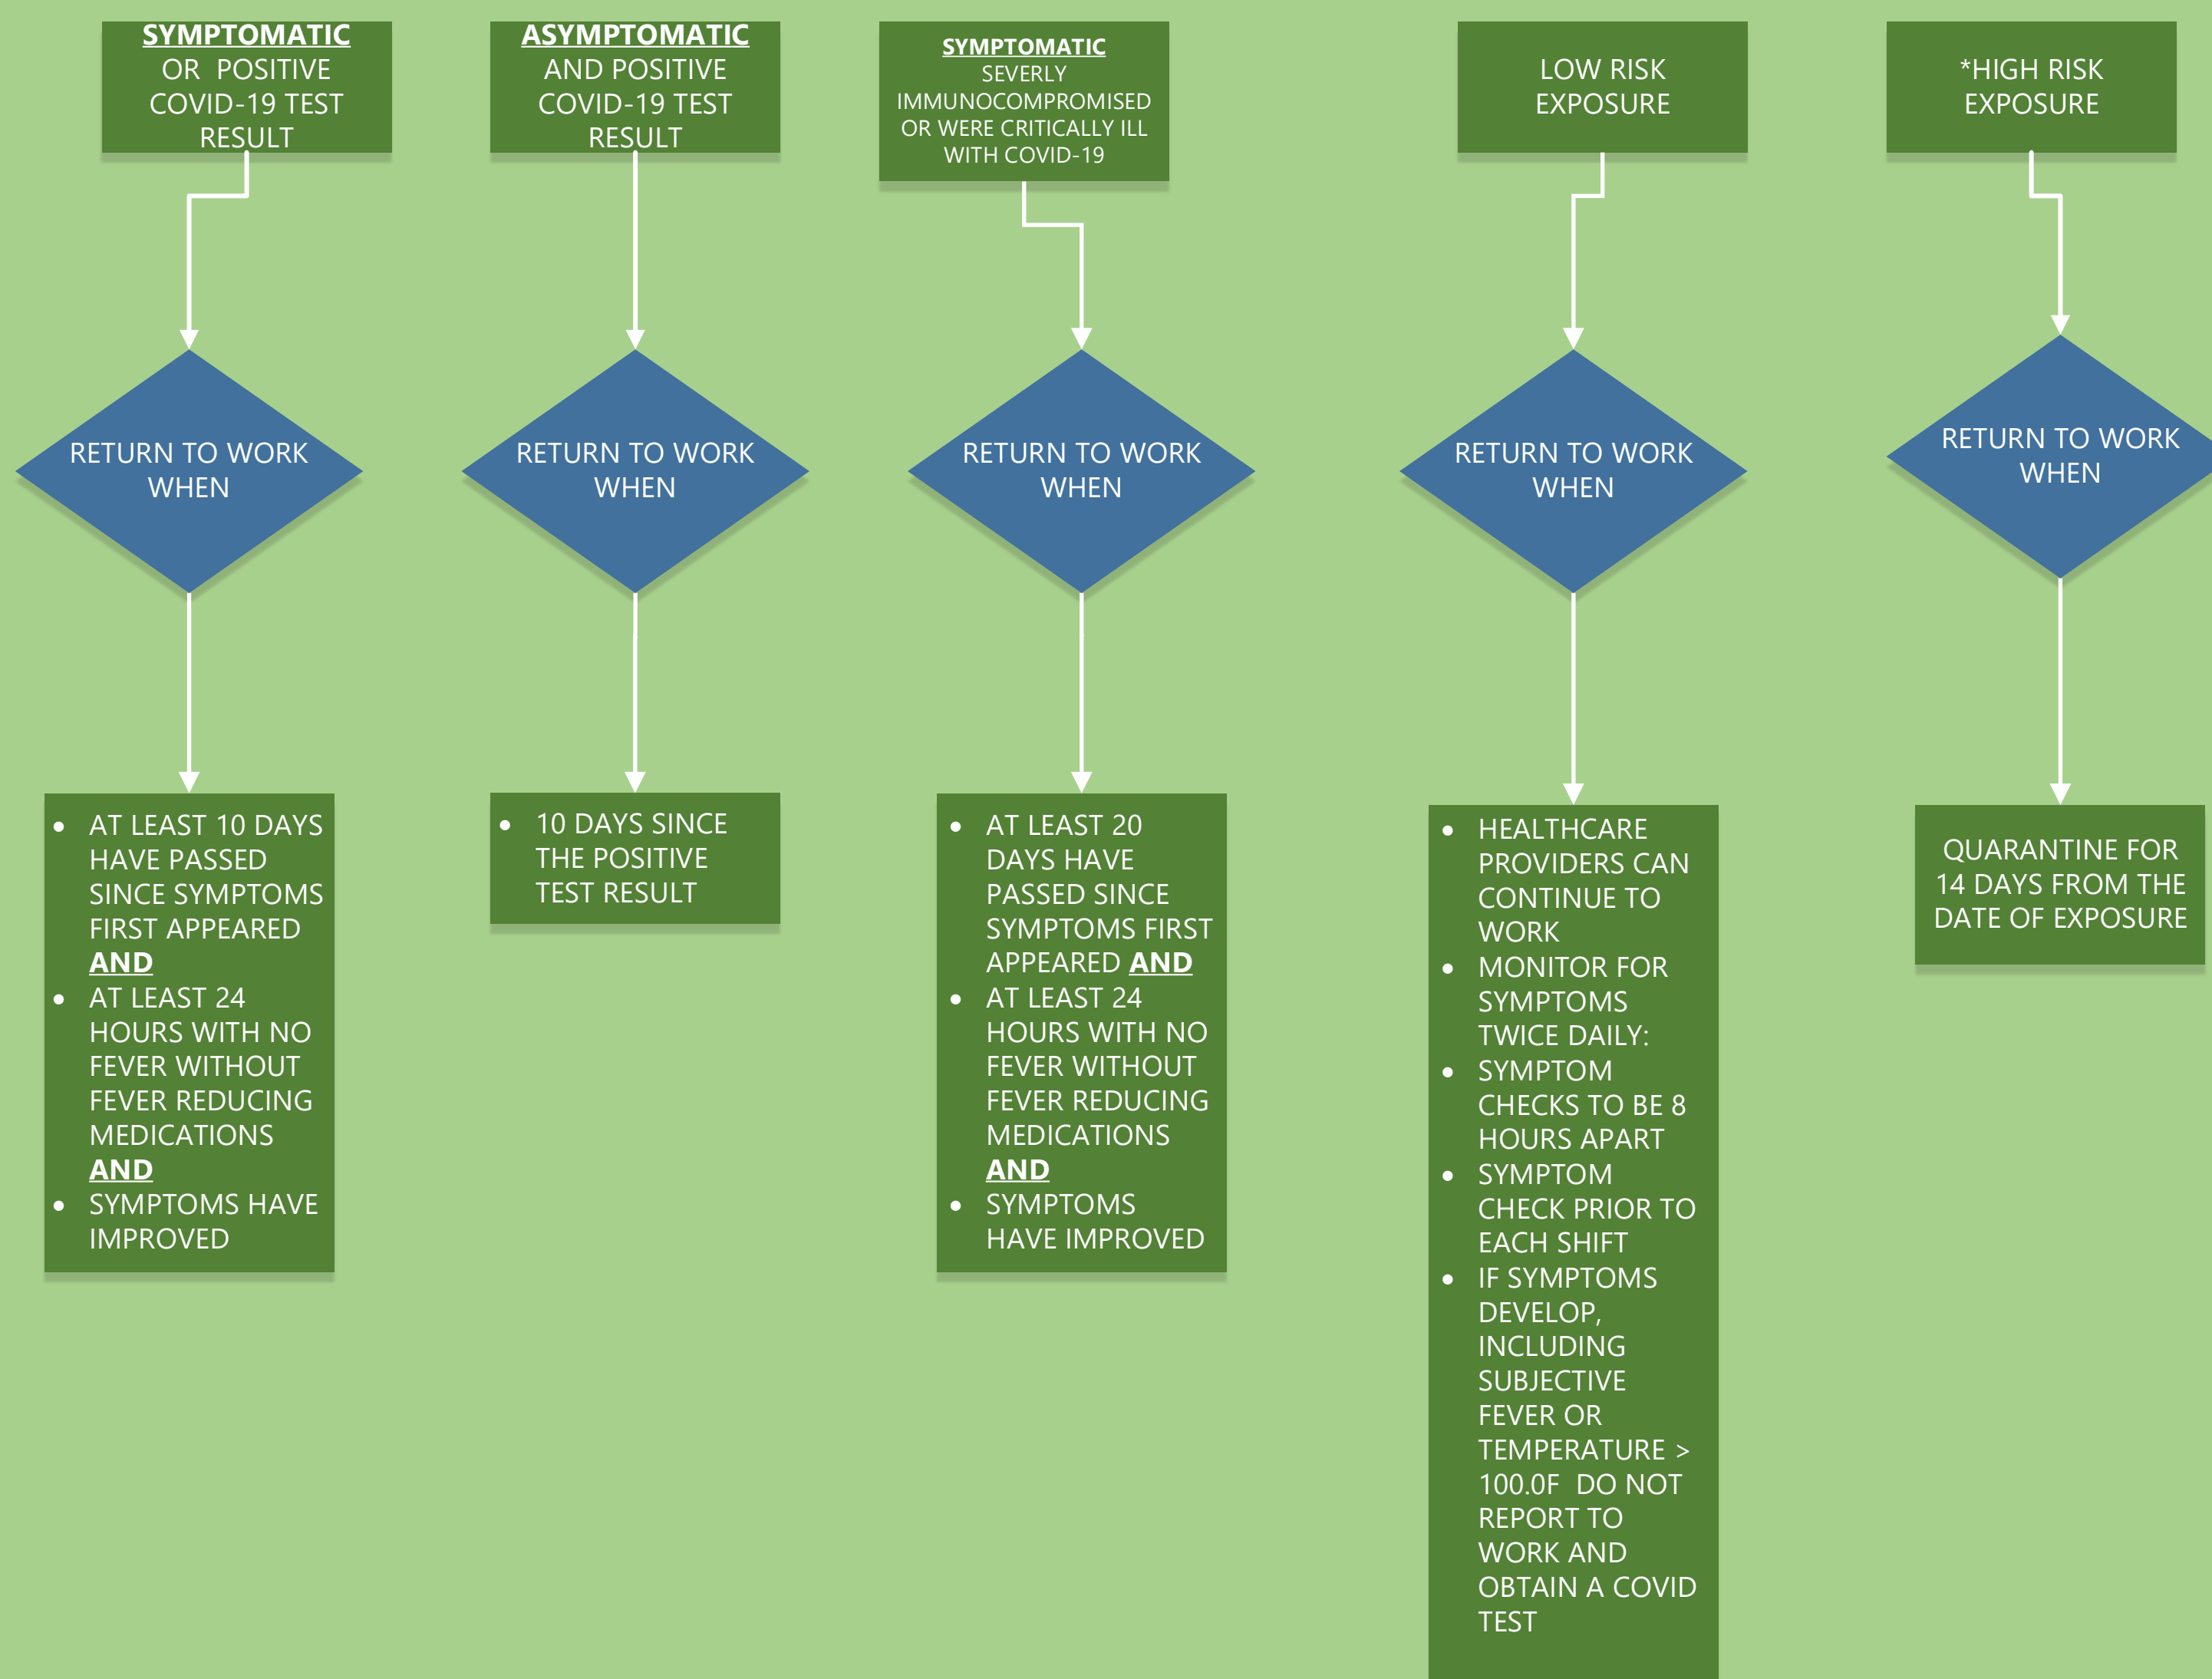 SYMPTOMATIC
OR  POSITIVE
COVID-19 TEST
RESULT
RETURN TO WORK
WHEN
• AT LEAST 10 DAYS
HAVE PASSED
SINCE SYMPTOMS
FIRST APPEARED
AND
• AT LEAST 24
HOURS WITH NO
FEVER WITHOUT
FEVER REDUCING
MEDICATIONS
AND
• SYMPTOMS HAVE
IMPROVED
ASYMPTOMATIC
AND POSITIVE
COVID-19 TEST
RESULT
RETURN TO WORK
WHEN
• 10 DAYS SINCE
THE POSITIVE
TEST RESULT
SYMPTOMATIC
SEVERLY
IMMUNOCOMPROMISED
OR WERE CRITICALLY ILL
WITH COVID-19
RETURN TO WORK
WHEN
• AT LEAST 20
DAYS HAVE
PASSED SINCE
SYMPTOMS FIRST
APPEARED AND
• AT LEAST 24
HOURS WITH NO
FEVER WITHOUT
FEVER REDUCING
MEDICATIONS
AND
• SYMPTOMS
HAVE IMPROVED
LOW RISK
EXPOSURE
RETURN TO WORK
WHEN
• HEALTHCARE
PROVIDERS CAN
CONTINUE TO
WORK
• MONITOR FOR
SYMPTOMS
TWICE DAILY:
• SYMPTOM
CHECKS TO BE 8
HOURS APART
• SYMPTOM
CHECK PRIOR TO
EACH SHIFT
• IF SYMPTOMS
DEVELOP,
INCLUDING
SUBJECTIVE
FEVER OR
TEMPERATURE >
100.0F  DO NOT
REPORT TO
WORK AND
OBTAIN A COVID
TEST
*HIGH RISK
EXPOSURE
RETURN TO WORK
WHEN
QUARANTINE FOR
14 DAYS FROM THE
DATE OF EXPOSURE